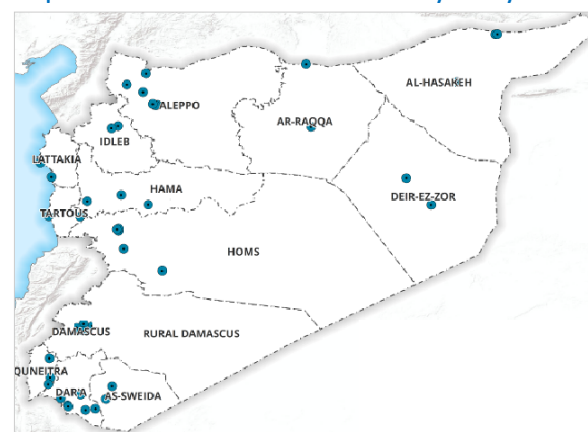 AL-HASAKEH
ALEPPO
AR-RAQQA
IDLEB
LATTAKIA
HAMA
DEIR-EZ-ZOR
TARTOUS
HOMS
DAMASCUS
RURAL DAMASCUS
QUNEITRA
DAR'A
AS-SWEIDA